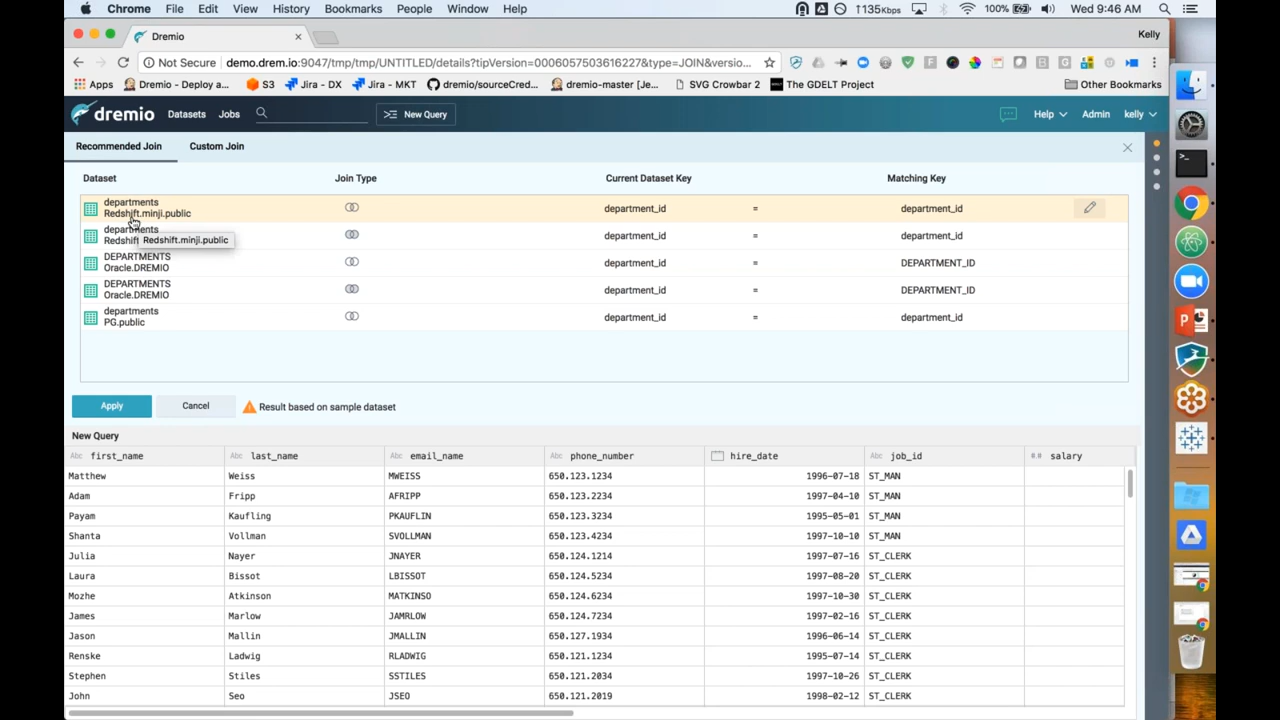 Chrome File Edit View History Bookmarks People Window Help
↑135Kbps 100% Wed 9:46 AM
Dremio
Kelly
Not Secure demo.drem.io:9047/tmp/tmp/UNTITLED/details?tipVersion=0006057503616227&type=JOIN&versio...
Apps Dremio - Deploy a... S3 Jira - DX Jira - MKT dremio/sourceCred... dremio-master [Je... SVG Crowbar 2 The GDELT Project Other Bookmarks
dremio Datasets Jobs New Query Help Admin kelly
Recommended Join Custom Join
Dataset Join Type Current Dataset Key Matching Key
departments
Redshift.minji.public department_id = department_id
departments
Redshift department_id = department_id
Redshift.minji.public
DEPARTMENTS
Oracle.DREMIO department_id = DEPARTMENT_ID
DEPARTMENTS
Oracle.DREMIO department_id = DEPARTMENT_ID
departments
PG.public department_id = department_id
Apply Cancel Result based on sample dataset
New Query
Abc first_name Abc last_name Abc email_name Abc phone_number hire_date Abc job_id #.# salary
Matthew Weiss MWEISS 650.123.1234 1996-07-18 ST_MAN
Adam Fripp AFRIPP 650.123.2234 1997-04-10 ST_MAN
Payam Kaufling PKAUFLIN 650.123.3234 1995-05-01 ST_MAN
Shanta Vollman SVOLLMAN 650.123.4234 1997-10-10 ST_MAN
Julia Nayer JNAYER 650.124.1214 1997-07-16 ST_CLERK
Laura Bissot LBISSOT 650.124.5234 1997-08-20 ST_CLERK
Mozhe Atkinson MATKINSO 650.124.6234 1997-10-30 ST_CLERK
James Marlow JAMRLOW 650.124.7234 1997-02-16 ST_CLERK
Jason Mallin JMALLIN 650.127.1934 1996-06-14 ST_CLERK
Renske Ladwig RLADWIG 650.121.1234 1995-07-14 ST_CLERK
Stephen Stiles SSTILES 650.121.2034 1997-10-26 ST_CLERK
John Seo JSEO 650.121.2019 1998-02-12 ST_CLERK